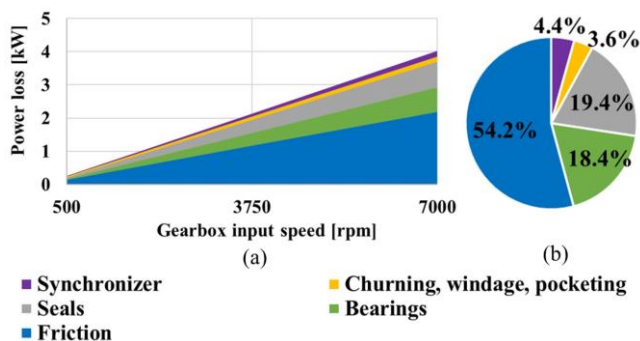 (a)
5
4
3
2
1
0
Power loss [kW]
500
3750
7000
Gearbox input speed [rpm]
(a)
4.4%
3.6%
19.4%
18.4%
54.2%
(b)
Synchronizer
Churning, windage, pocketing
Seals
Bearings
Friction